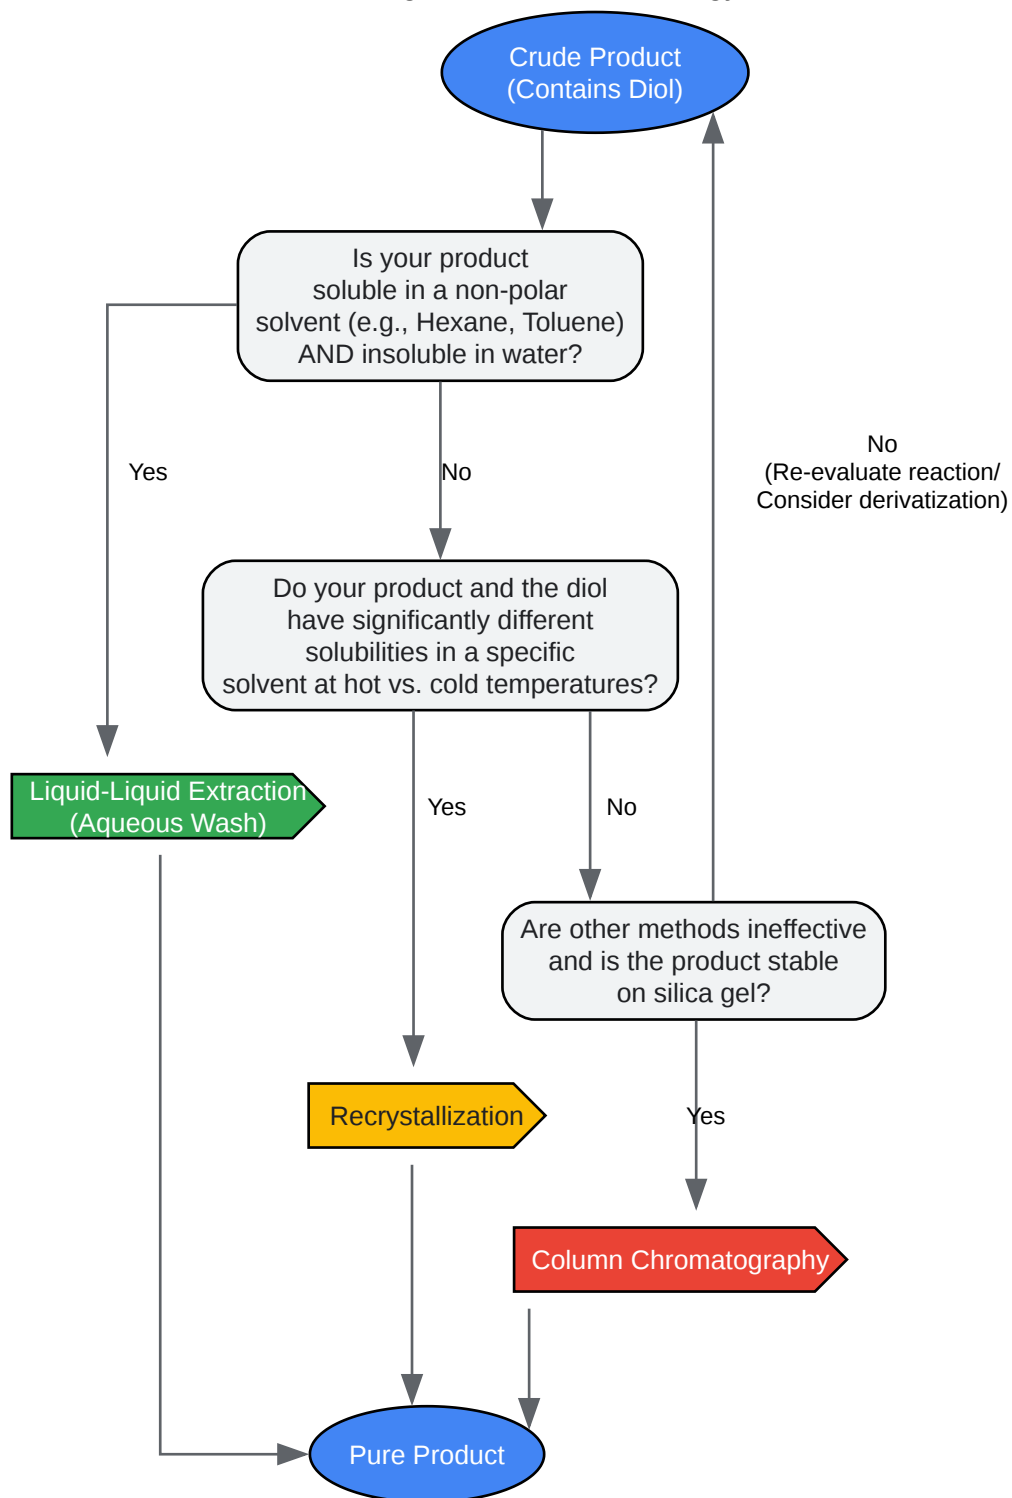 Crude Product
(Contains Diol)
Is your product
soluble in a non-polar
solvent (e.g., Hexane, Toluene)
AND insoluble in water?
Yes
No
No
(Re-evaluate reaction/
Consider derivatization)
Do your product and the diol
have significantly different
solubilities in a specific
solvent at hot vs. cold temperatures?
Liquid-Liquid Extraction
(Aqueous Wash)
Yes
No
Are other methods ineffective
and is the product stable
on silica gel?
Recrystallization
Yes
Column Chromatography
Pure Product